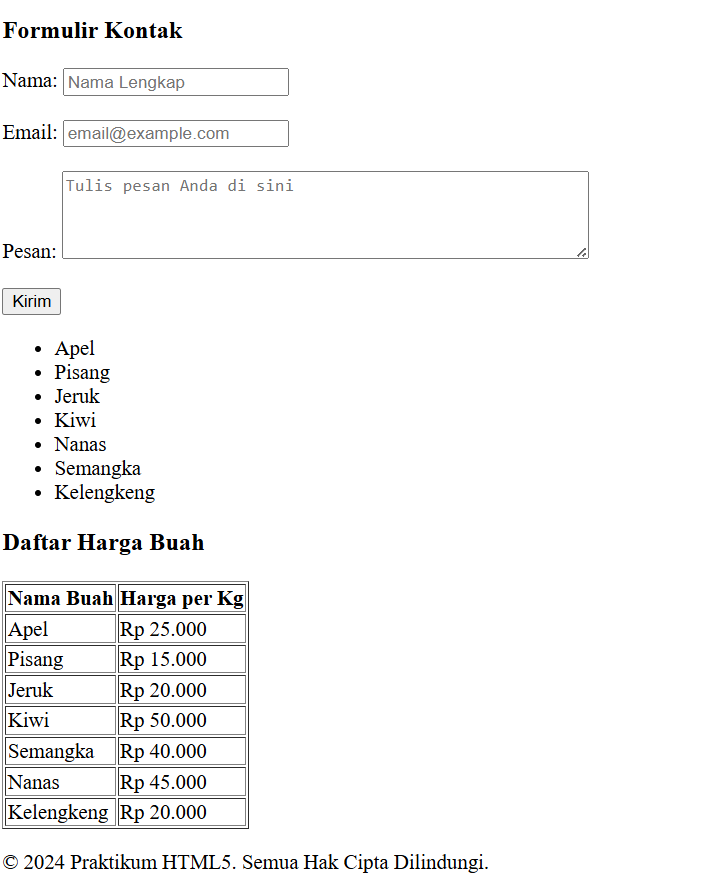 Formulir Kontak
Nama: Nama Lengkap
Email: email@example.com
Tulis pesan Anda di sini
Pesan:
Kirim
Apel
Pisang
Jeruk
Kiwi
Nanas
Semangka
Kelengkeng
Daftar Harga Buah
Nama Buah Harga per Kg
Apel Rp 25.000
Pisang Rp 15.000
Jeruk Rp 20.000
Kiwi Rp 50.000
Semangka Rp 40.000
Nanas Rp 45.000
Kelengkeng Rp 20.000
© 2024 Praktikum HTML5. Semua Hak Cipta Dilindungi.